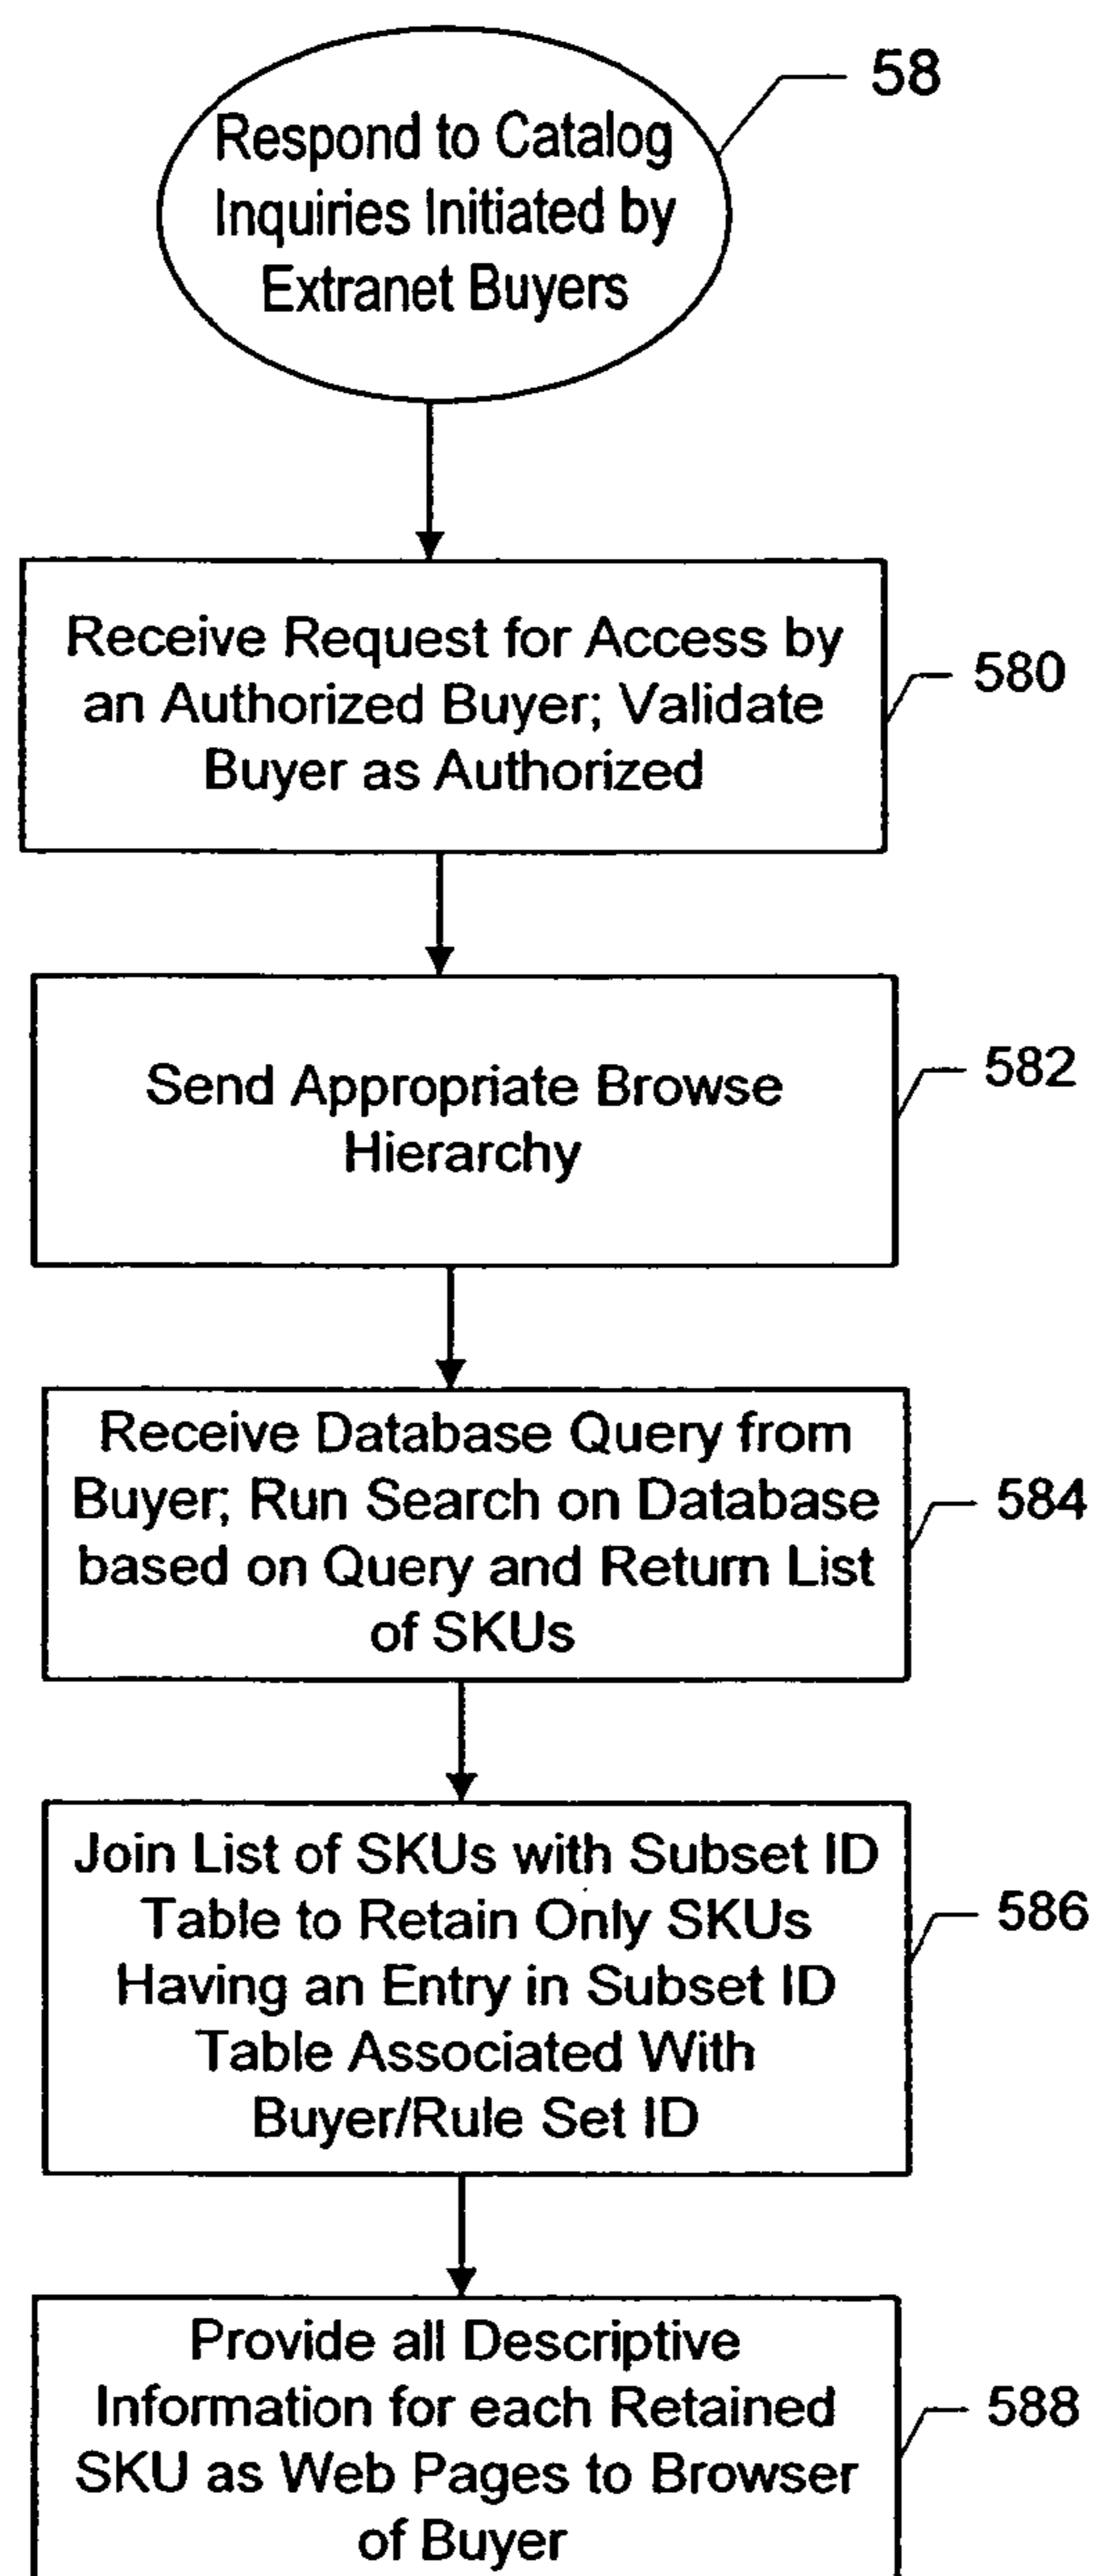 58
Respond to Catalog
Inquiries Initiated by
Extranet Buyers
Receive Request for Access by
an Authorized Buyer; Validate
Buyer as Authorized
580
Send Appropriate Browse
Hierarchy
582
Receive Database Query from
Buyer; Run Search on Database
based on Query and Return List
of SKUs
584
Join List of SKUs with Subset ID
Table to Retain Only SKUs
Having an Entry in Subset ID
Table Associated With
Buyer/Rule Set ID
586
Provide all Descriptive
Information for each Retained
SKU as Web Pages to Browser
of Buyer
588